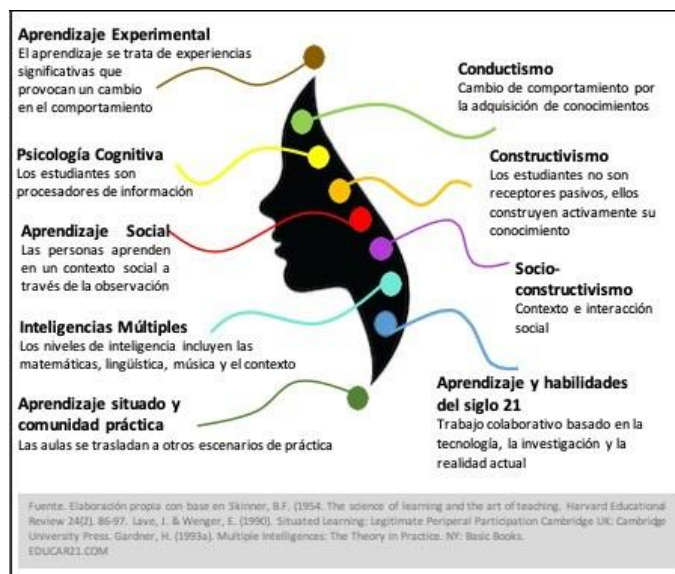 Aprendizaje Experimental
El aprendizaje se trata de experiencias
significativas que
provocan un cambio
en el comportamiento
Psicología Cognitiva
Los estudiantes son
procesadores de información
Aprendizaje Social
Las personas aprenden
en un contexto social a
través de la observación
Inteligencias Múltiples
Los niveles de inteligencia incluyen las
matemáticas, lingüística, música y el contexto
Aprendizaje situado y
comunidad práctica
Las aulas se trasladan a otros escenarios de práctica
Conductismo
Cambio de comportamiento por
la adquisición de conocimientos
Constructivismo
Los estudiantes no son
receptores pasivos, ellos
construyen activamente su
conocimiento
Socio-
constructivismo
Contexto e interacción
social
Aprendizaje y habilidades
del siglo 21
Trabajo colaborativo basado en la
tecnología, la investigación y la
realidad actual
Fuente. Elaboración propia con base en Skinner, B.F. (1954. The science of learning and the art of teaching. Harvard Educational
Review 24(2). 86-97. Lave, J. & Wenger, E. (1990). Situated Learning: Legitimate Periperal Participation Cambridge UK: Cambridge
University Press. Gardner, H. (1993a). Multiple Intelligences: The Theory in Practice. NY: Basic Books.
EDUCAR21.COM